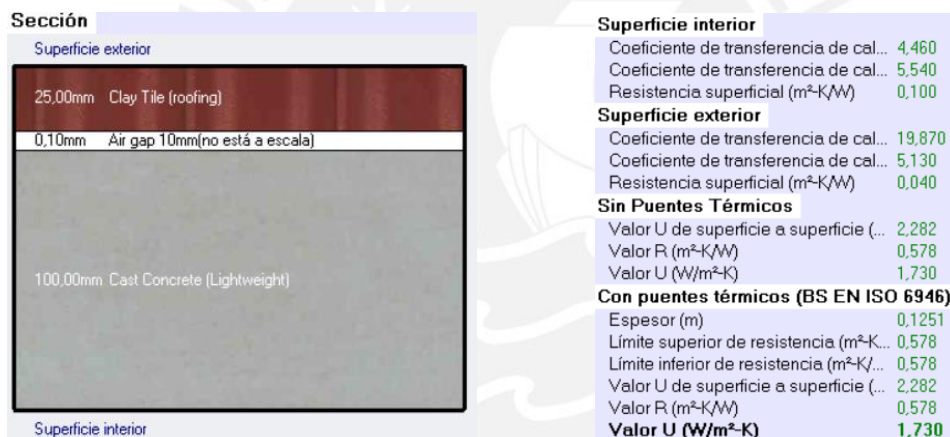 Sección
Superficie exterior
25,00mm Clay Tile (roofing)
0,10mm Air gap 10mm(no está a escala)
100,00mm Cast Concrete (Lightweight)
Superficie interior
Superficie interior
Coeficiente de transferencia de cal... 4,460
Coeficiente de transferencia de cal... 5,540
Resistencia superficial (m²-K/W) 0,100
Superficie exterior
Coeficiente de transferencia de cal... 19,870
Coeficiente de transferencia de cal... 5,130
Resistencia superficial (m²-K/W) 0,040
Sin Puentes Térmicos
Valor U de superficie a superficie (... 2,282
Valor R (m²-K/W) 0,578
Valor U (W/m²-K) 1,730
Con puentes térmicos (BS EN ISO 6946)
Espesor (m) 0,1251
Límite superior de resistencia (m²-K... 0,578
Límite inferior de resistencia (m²-K/... 0,578
Valor U de superficie a superficie (... 2,282
Valor R (m²-K/W) 0,578
Valor U (W/m²-K) 1,730